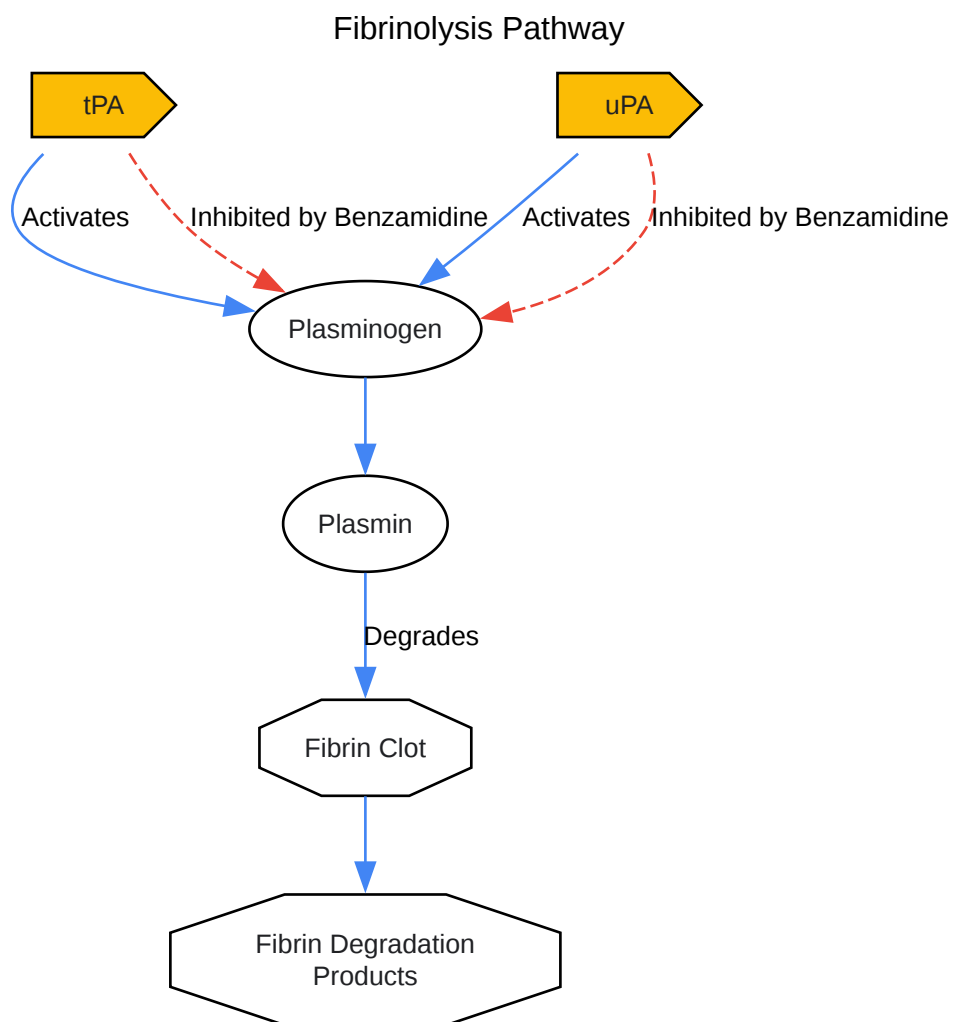 Fibrinolysis Pathway
tPA
uPA
Activates
Inhibited by Benzamidine
Activates
Inhibited by Benzamidine
Plasminogen
Plasmin
Degrades
Fibrin Clot
Fibrin Degradation
Products